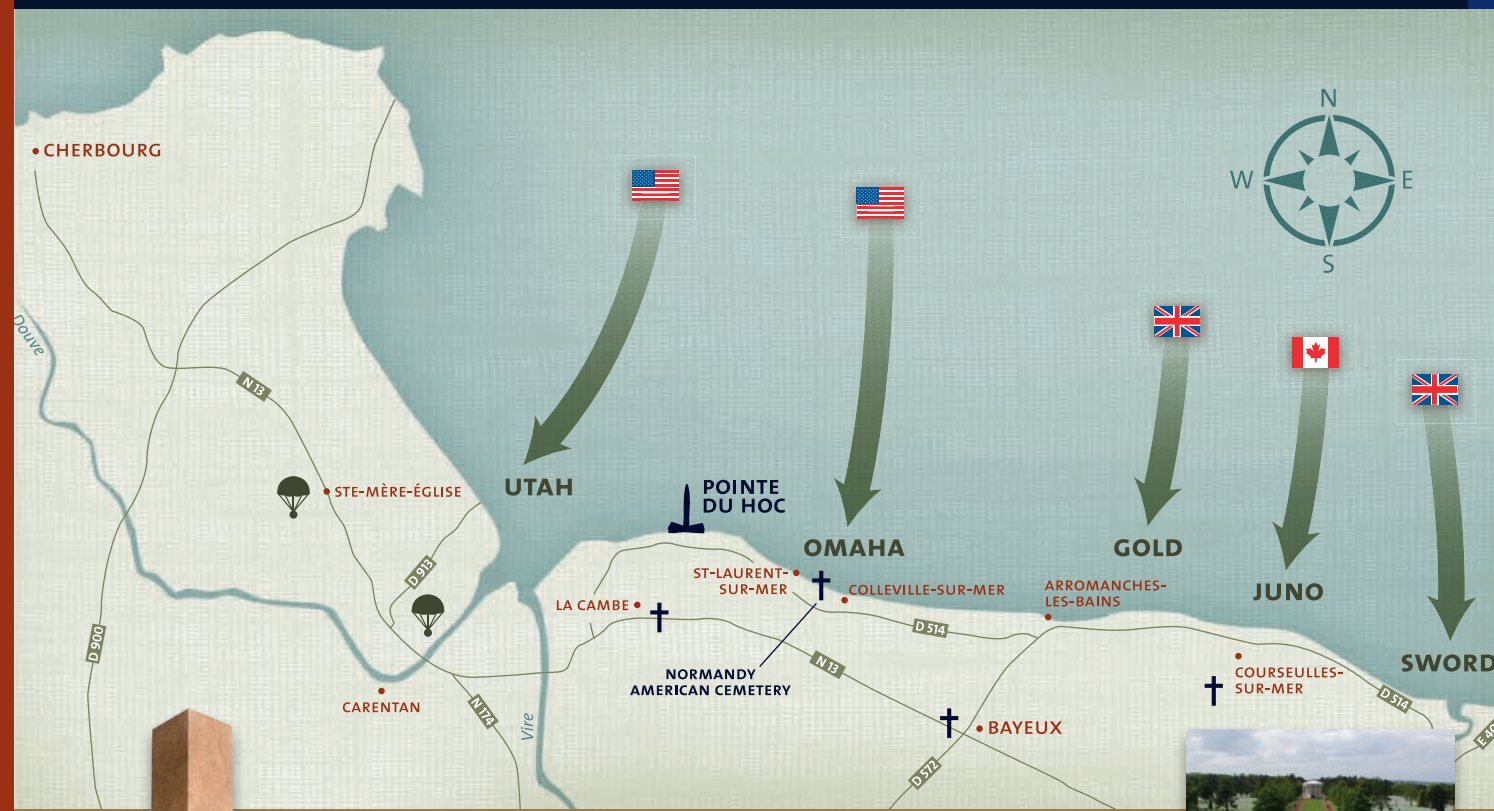 N
W
E
S
CHERBOURG
Douve
N 13
STE-MÈRE-ÉGLISE
UTAH
POINTE
DU HOC
OMAHA
GOLD
JUNO
SWORD
D 913
ST-LAURENT-
SUR-MER
COLLEVILLE-SUR-MER
ARROMANCHES-
LES-BAINS
LA CAMBE
D 514
D 900
N 13
NORMANDY
AMERICAN CEMETERY
COURSEULLES-
SUR-MER
D 514
CARENTAN
N 174
Vire
BAYEUX
D 572